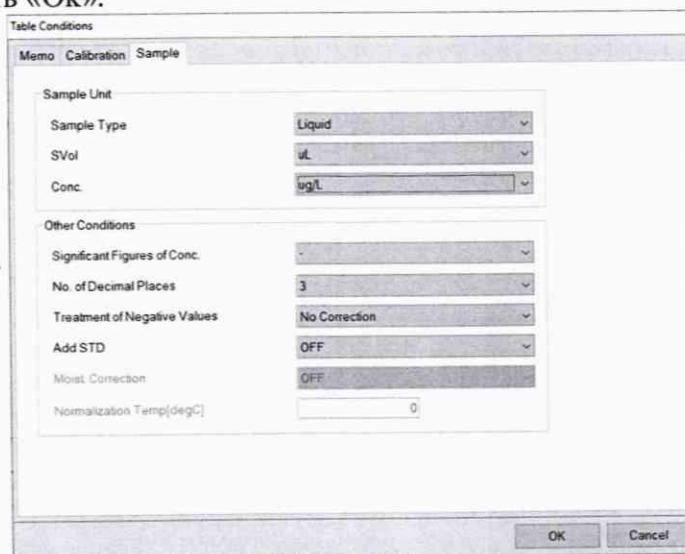 в «Ок».
Table Conditions
Memo Calibration Sample
Sample Unit
Sample Type Liquid
SVol uL
Conc. ug/L
Other Conditions
Significant Figures of Conc. -
No. of Decimal Places 3
Treatment of Negative Values No Correction
Add STD OFF
Moist. Correction OFF
Normalization Temp[degC] 0
OK Cancel